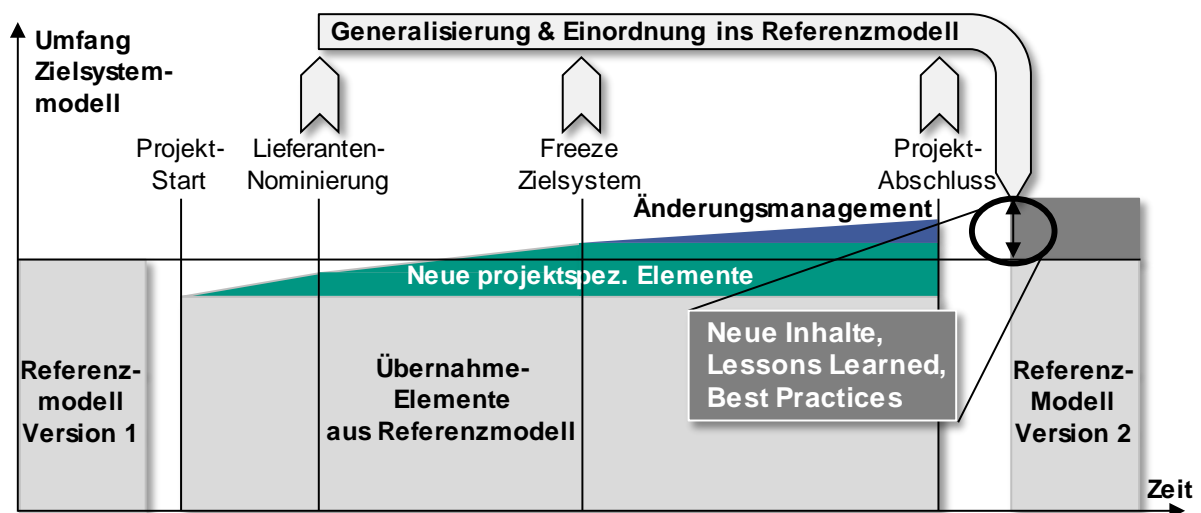 Generalisierung & Einordnung ins Referenzmodell
Umfang
Zielsystem-
modell
Projekt-
Start
Lieferanten-
Nominierung
Freeze
Zielsystem
Projekt-
Abschluss
Änderungsmanagement
Neue projektspez. Elemente
Neue Inhalte,
Lessons Learned,
Best Practices
Referenz-
modell
Version 1
Übernahme-
Elemente
aus Referenzmodell
Referenz-
Modell
Version 2
Zeit